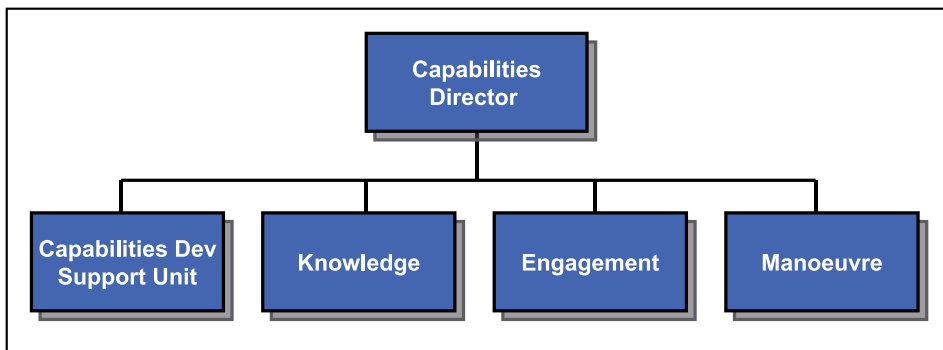 Capabilities
Director
Capabilities Dev
Support Unit
Knowledge
Engagement
Manoeuvre